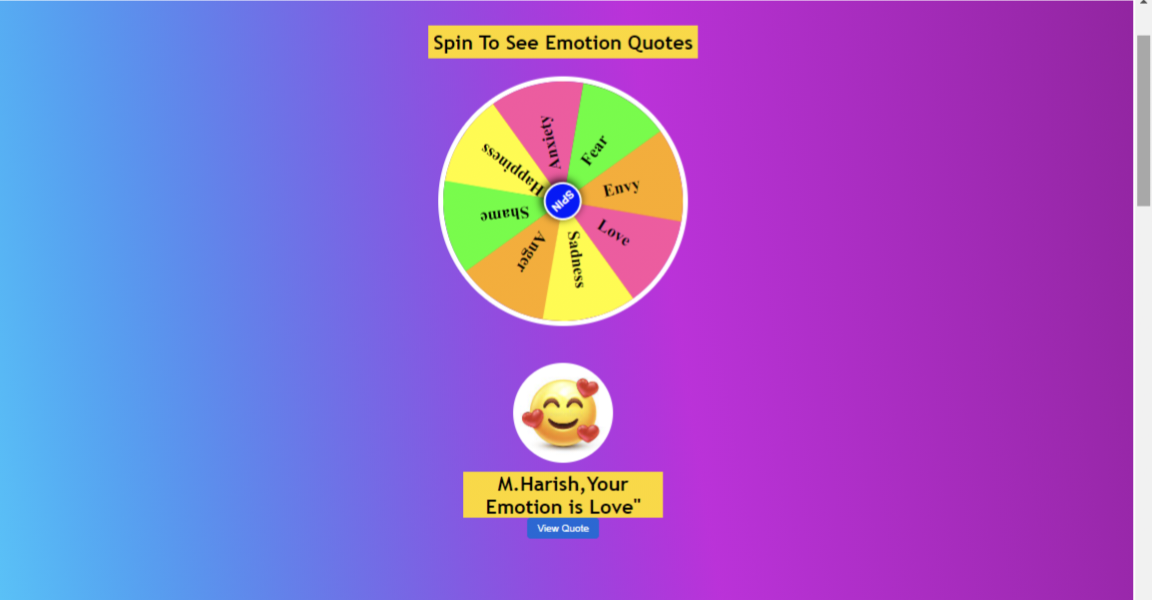 Spin To See Emotion Quotes
Anxiety
Fear
Happiness
Envy
SPIN
Shame
Love
Anger
Sadness
M.Harish,Your
Emotion is Love"
View Quote